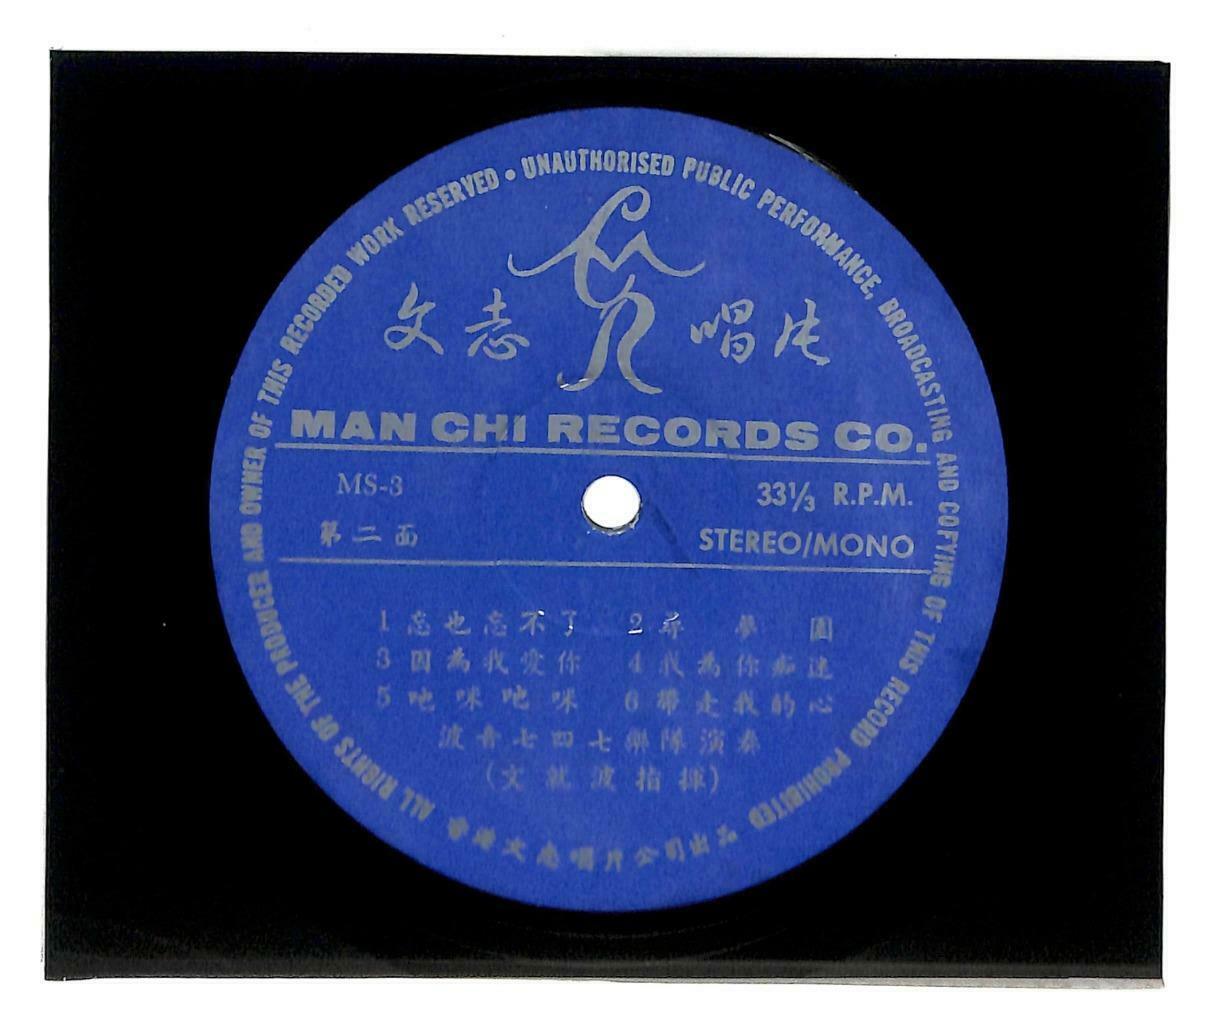 ALL RIGHTS OF THE PRODUCER AND OWNER OF THIS RECORDED WORK RESERVED • UNAUTHORISED PUBLIC PERFORMANCE, BROADCASTING AND COPYING OF THIS RECORD PROHIBITED
文志唱片
MAN CHI RECORDS CO.
MS-3
33⅓ R.P.M.
第二面
STEREO/MONO
1 忘也忘不了 2 尋夢園
3 因為我愛你 4 我為你痴迷
5 吔咪吔咪 6 帶走我的心
波音七四七樂隊演奏
(文就波指揮)
香港文志唱片公司出品